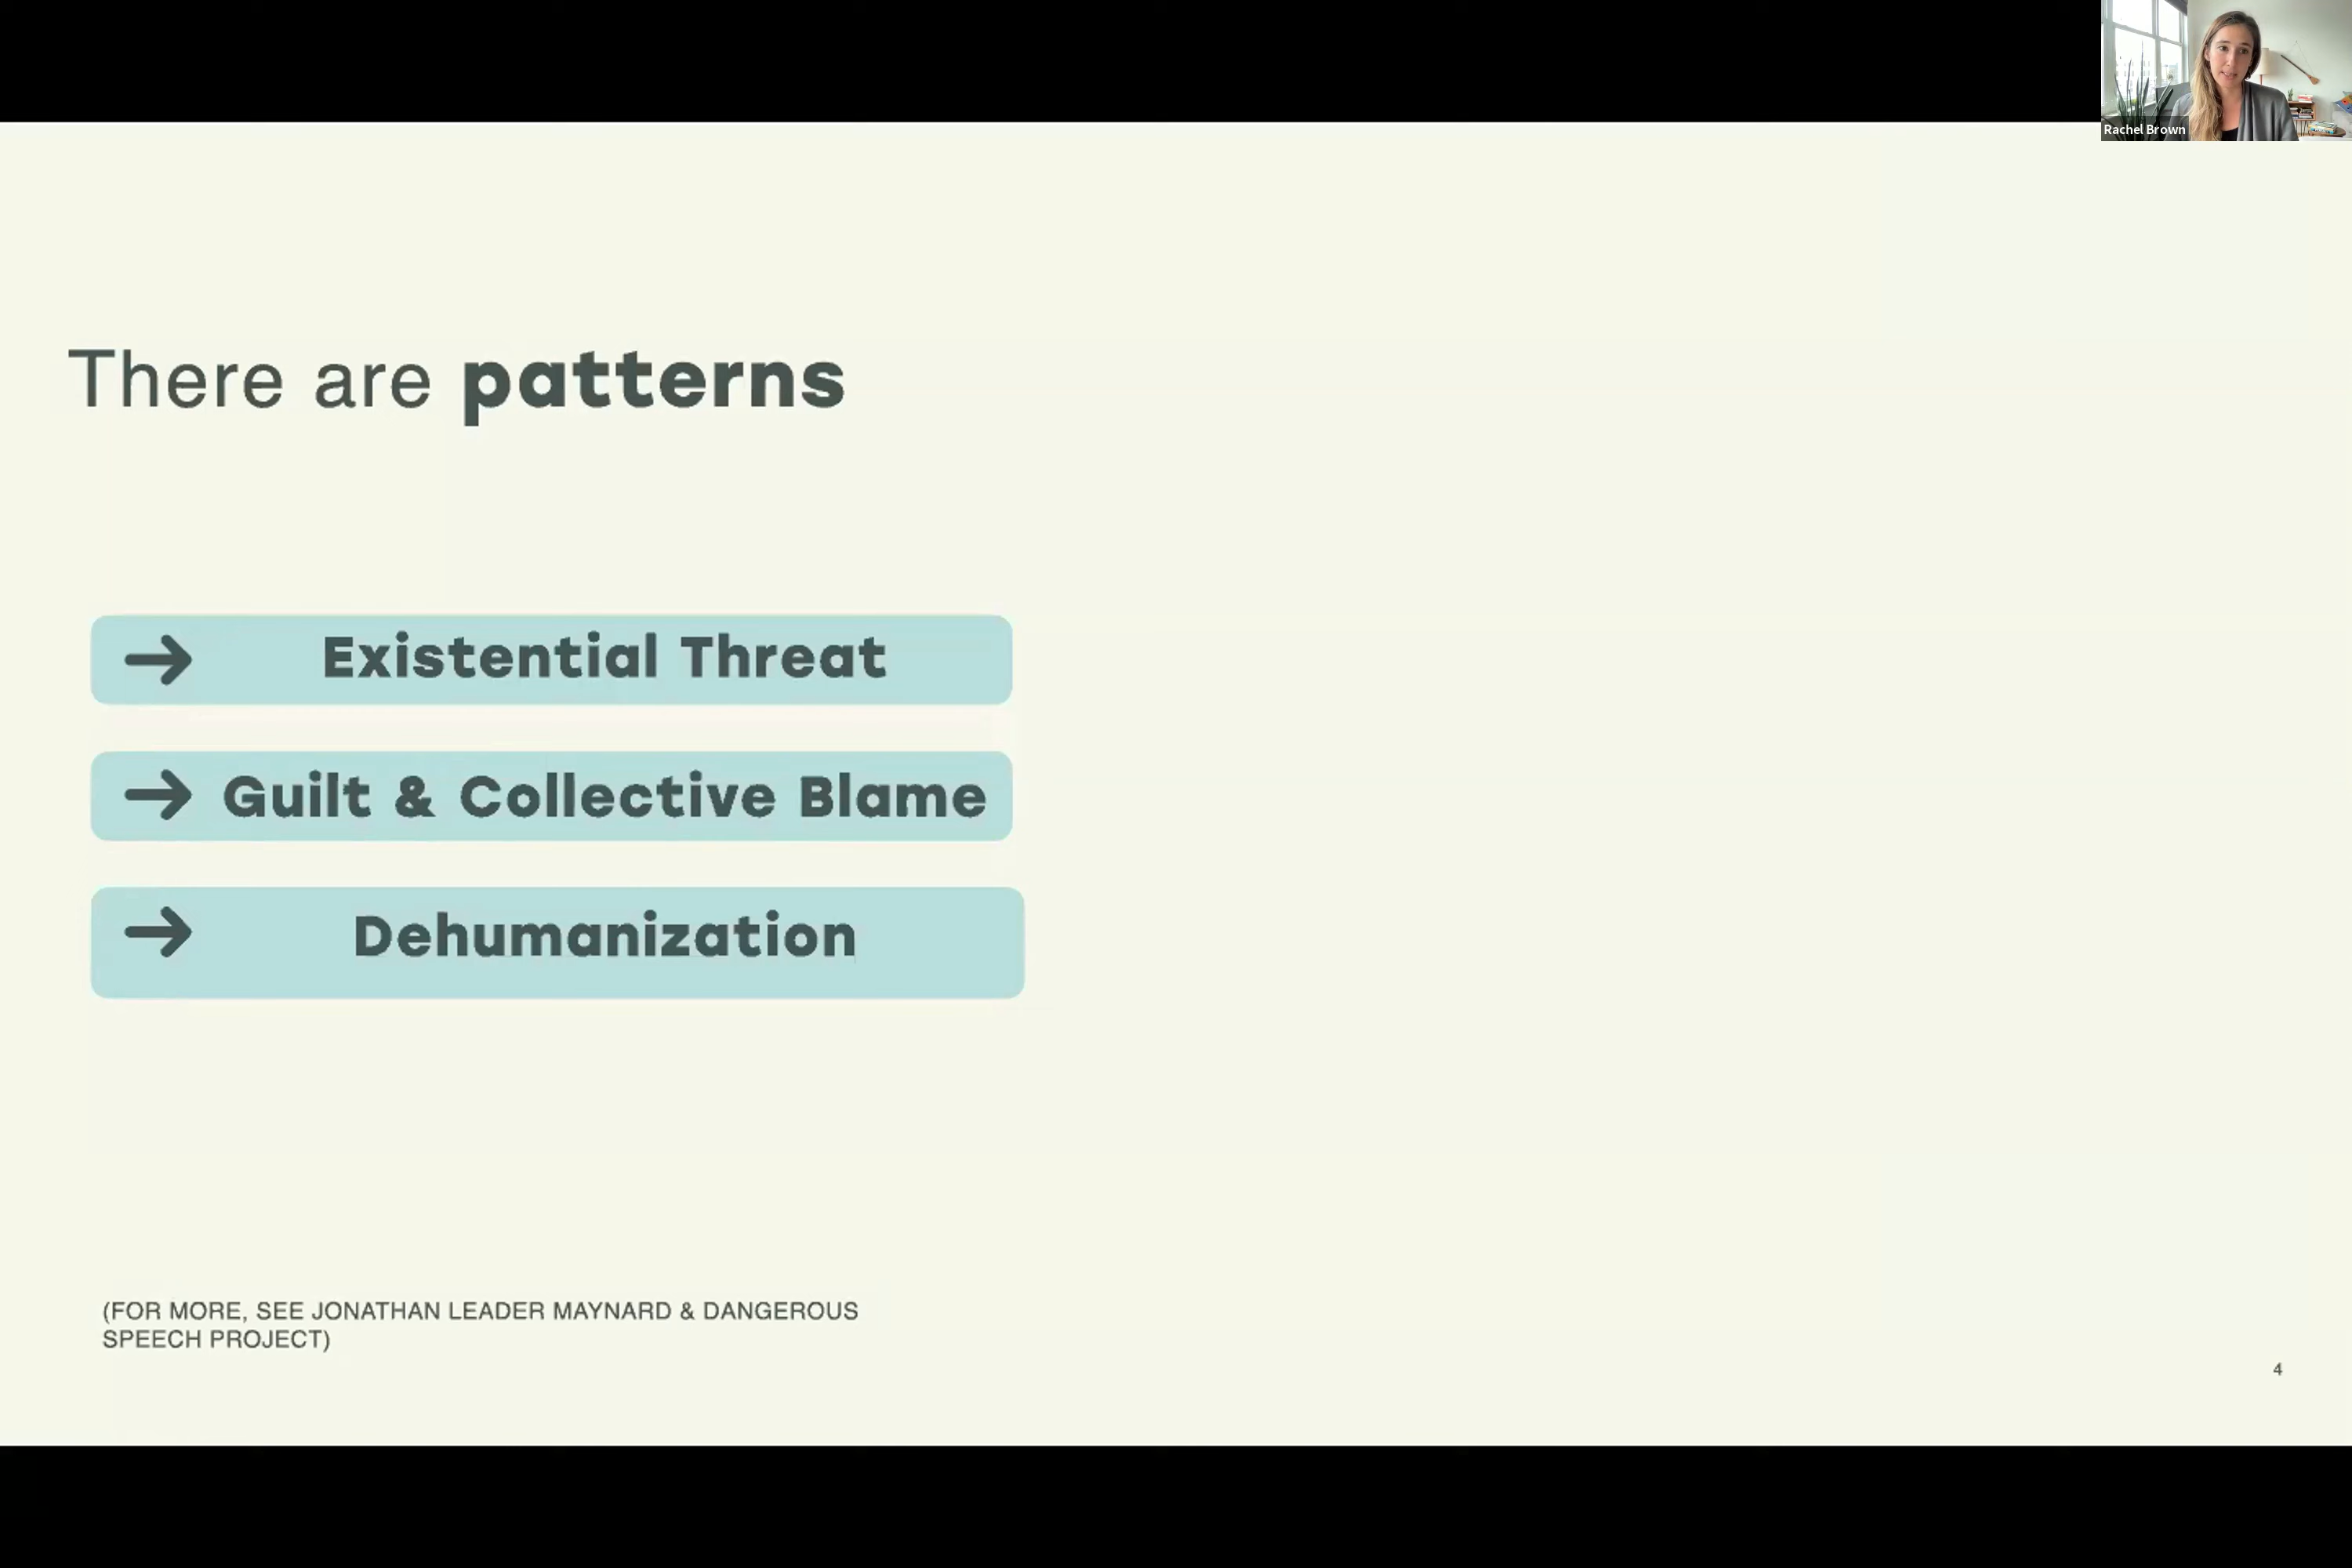 Rachel Brown
There are patterns
Existential Threat
Guilt & Collective Blame
Dehumanization
(FOR MORE, SEE JONATHAN LEADER MAYNARD & DANGEROUS
SPEECH PROJECT)
4